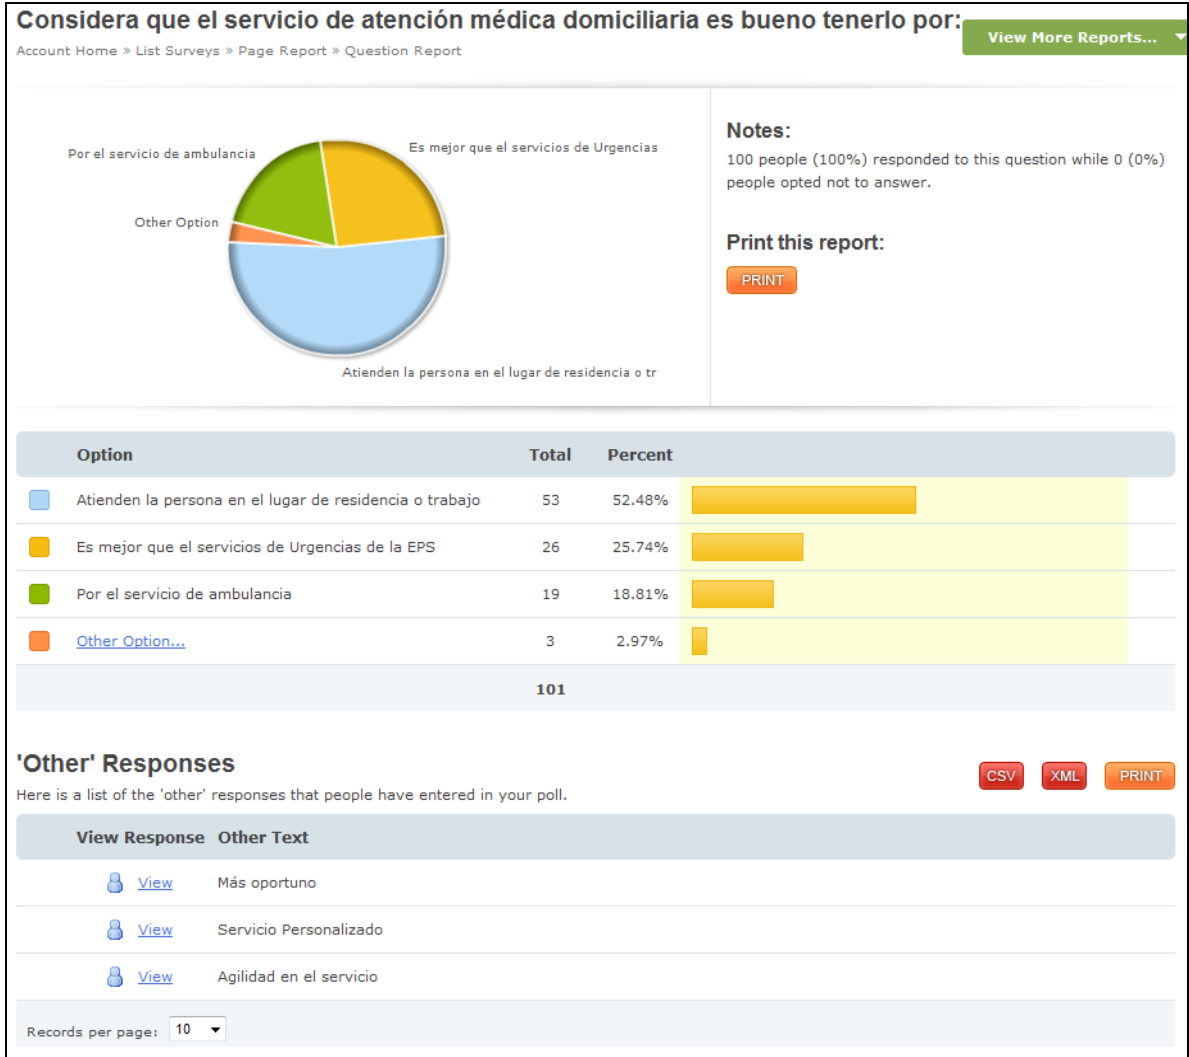 Considera que el servicio de atención médica domiciliaria es bueno tenerlo por:
View More Reports...
Account Home » List Surveys » Page Report » Question Report
Por el servicio de ambulancia
Es mejor que el servicios de Urgencias
Other Option
Atienden la persona en el lugar de residencia o tr
Notes:
100 people (100%) responded to this question while 0 (0%)
people opted not to answer.
Print this report:
PRINT
Option Total Percent
Atienden la persona en el lugar de residencia o trabajo 53 52.48%
Es mejor que el servicios de Urgencias de la EPS 26 25.74%
Por el servicio de ambulancia 19 18.81%
Other Option... 3 2.97%
101
'Other' Responses
CSV XML PRINT
Here is a list of the 'other' responses that people have entered in your poll.
View Response Other Text
View Más oportuno
View Servicio Personalizado
View Agilidad en el servicio
Records per page: 10